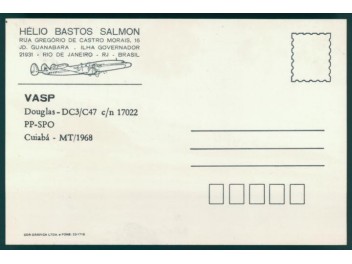 HÉLIO BASTOS SALMON
RUA GREGÓRIO DE CASTRO MORAIS, 16
JD. GUANABARA . ILHA GOVERNADOR
21931 - RIO DE JANEIRO - RJ - BRASIL
VASP
Douglas-DC3/C47 c/n 17022
PP-SPO
Cuiabá - MT/1968